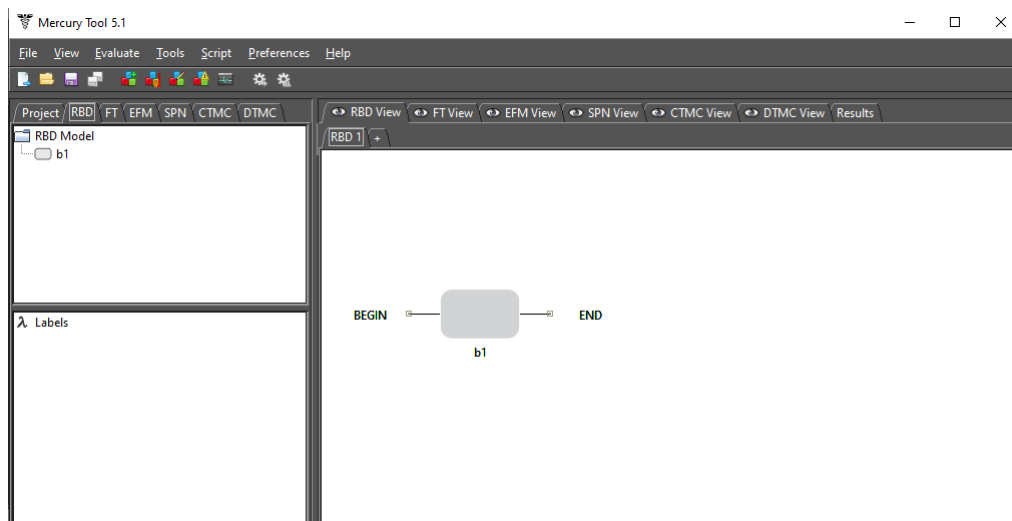 Mercury Tool 5.1
File View Evaluate Tools Script Preferences Help
Project RBD FT EFM SPN CTMC DTMC
RBD View FT View EFM View SPN View CTMC View DTMC View Results
RBD Model
b1
RBD 1 +
BEGIN END
b1
λ Labels